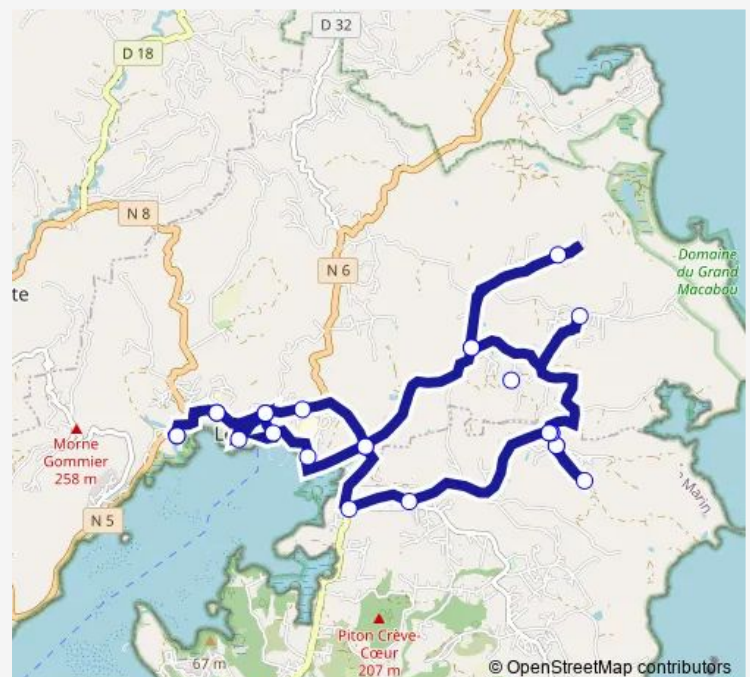 D 32
D 18
N 8
N 6
te
Domaine
du Grand
Macabou
L
Morne
Gommier
258 m
N 5
Marin
Piton Crève-
Cœur
207 m
67 m
© OpenStreetMap contributors